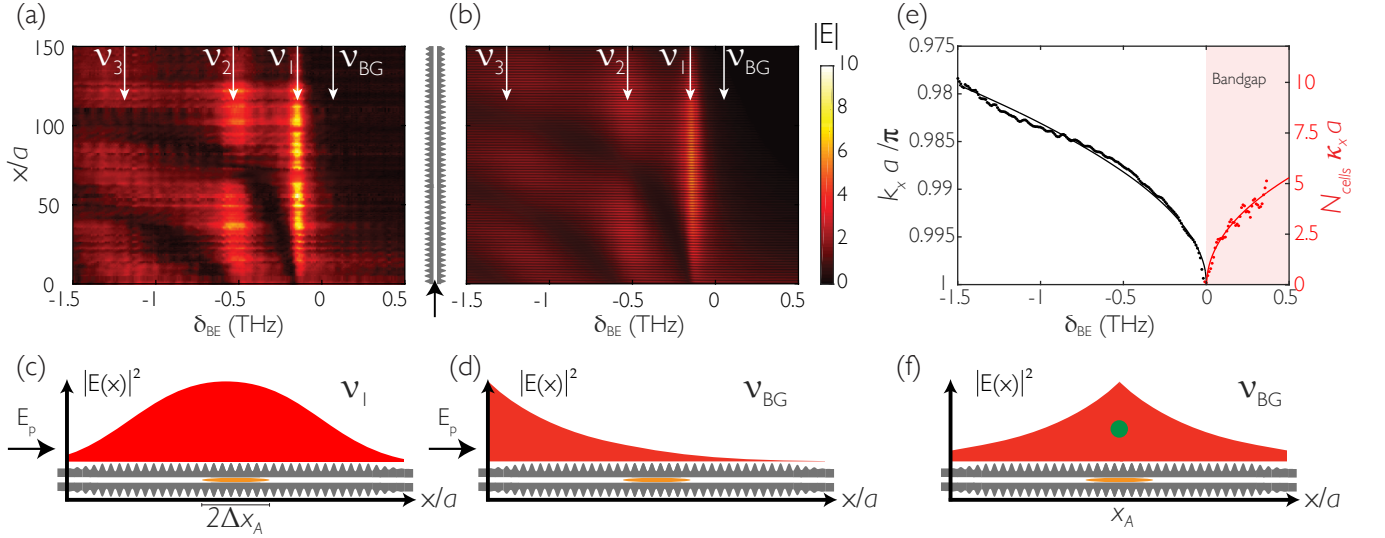 (a)
(b)
(e)
|E|
ν3
ν2
ν1
νBG
ν3
ν2
ν1
νBG
150
100
50
0
x/a
-1.5
-1
-0.5
0
0.5
δBE (THz)
-1.5
-1
-0.5
0
0.5
δBE (THz)
10
8
6
4
2
0
0.975
0.98
0.985
0.99
0.995
1
kx a /π
Bandgap
10
7.5
5
2.5
0
Ncells κx a
-1.5
-1
-0.5
0
0.5
δBE (THz)
(c)
|E(x)|²
ν1
Ep
x/a
2ΔxA
(d)
|E(x)|²
νBG
Ep
x/a
(f)
|E(x)|²
νBG
xA
x/a